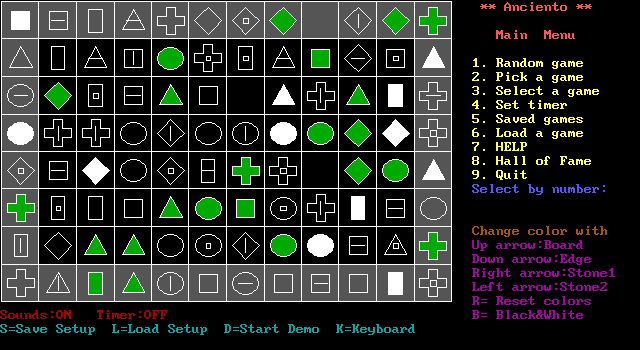 ** Anciento **
Main Menu
1. Random game
2. Pick a game
3. Select a game
4. Set timer
5. Saved games
6. Load a game
7. HELP
8. Hall of Fame
9. Quit
Select by number:
Change color with
Up arrow:Board
Down arrow:Edge
Right arrow:Stone1
Left arrow:Stone2
R= Reset colors
B= Black&White
Sounds:ON Timer:OFF
S=Save Setup L=Load Setup D=Start Demo K=Keyboard